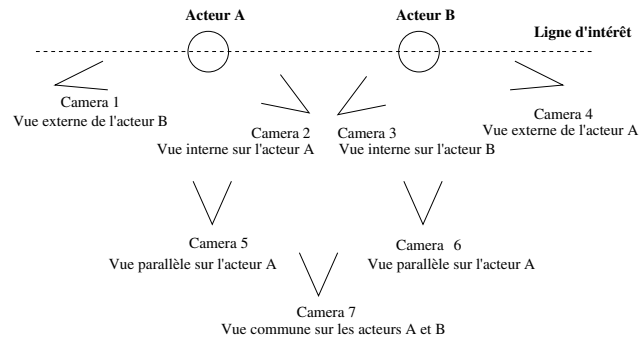 Acteur A
Acteur B
Ligne d'intérêt
Camera 1
Vue externe de l'acteur B
Camera 2
Vue interne sur l'acteur A
Camera 3
Vue interne sur l'acteur B
Camera 4
Vue externe de l'acteur A
Camera 5
Vue parallèle sur l'acteur A
Camera 6
Vue parallèle sur l'acteur A
Camera 7
Vue commune sur les acteurs A et B